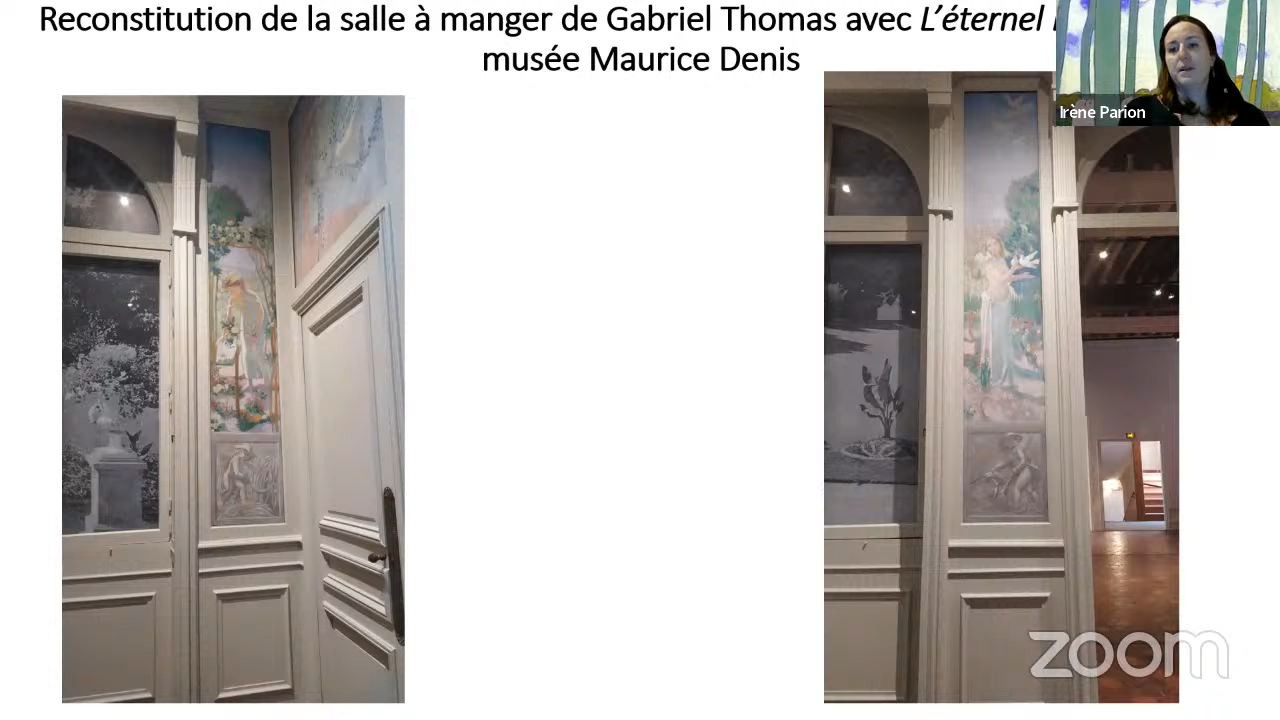 Reconstitution de la salle à manger de Gabriel Thomas avec L’éternel
musée Maurice Denis
Irène Parion
zoom